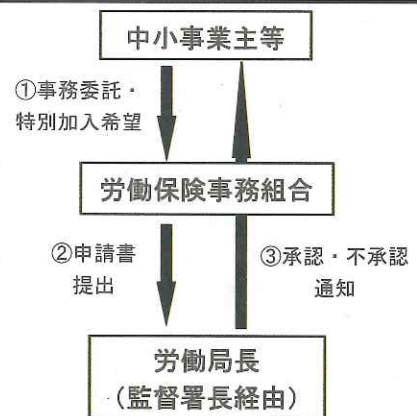 中小事業主等
①事務委託・
特別加入希望
労働保険事務組合
②申請書
提出
③承認・不承認
通知
労働局長
（監督署長経由）